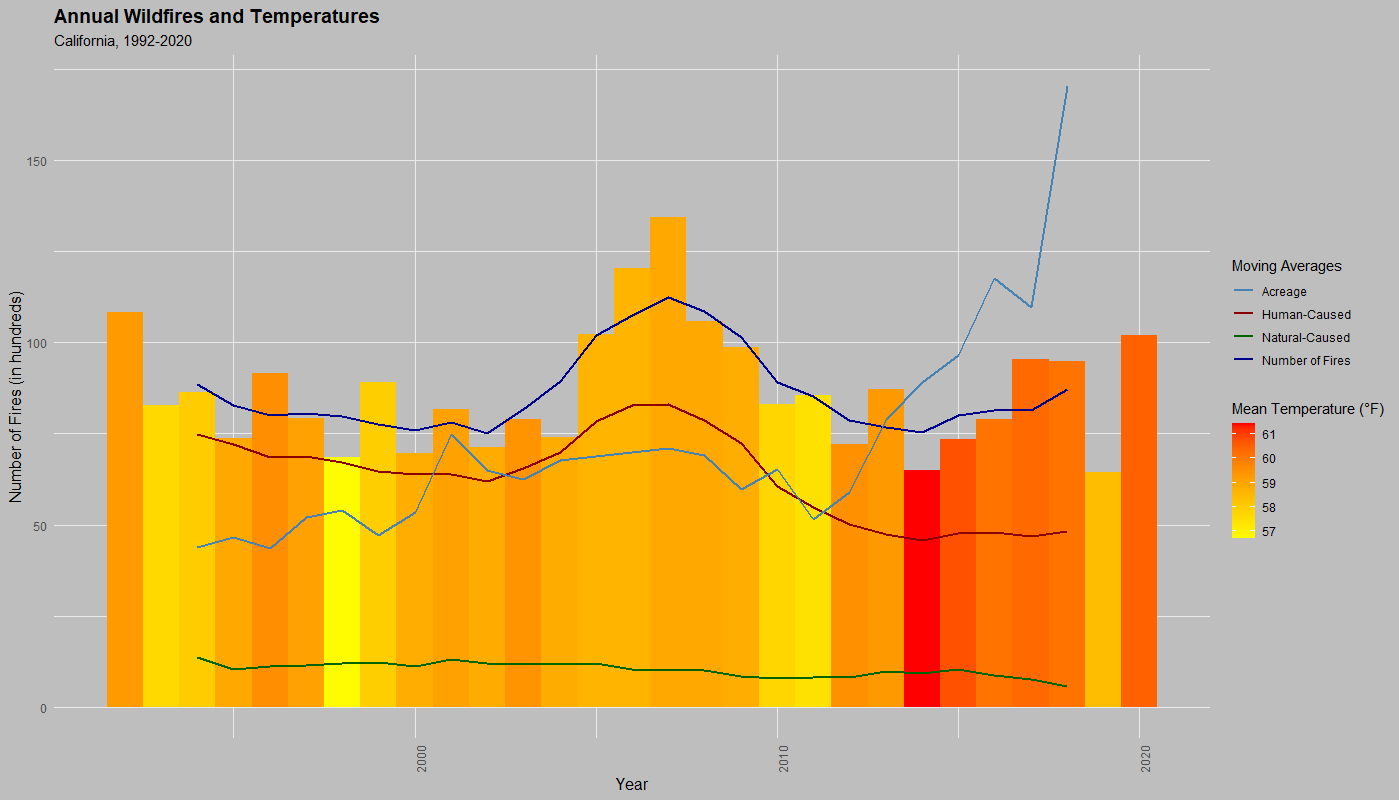 Annual Wildfires and Temperatures
California, 1992-2020
Number of Fires (in hundreds)
150
100
50
0
2000
2010
2020
Year
Moving Averages
Acreage
Human-Caused
Natural-Caused
Number of Fires
Mean Temperature (°F)
61
60
59
58
57